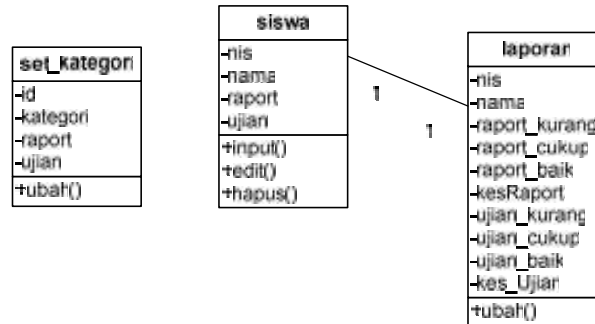 set_kategori
-id
-kategori
-raport
-ujian
+ubah()
siswa
-nis
-nama
-raport
-ujian
+input()
+edit()
+hapus()
1
1
laporan
-nis
-nama
-raport_kurang
-raport_cukup
-raport_baik
-kesRaport
-ujian_kurang
-ujian_cukup
-ujian_baik
-kes_Ujian
+ubah()